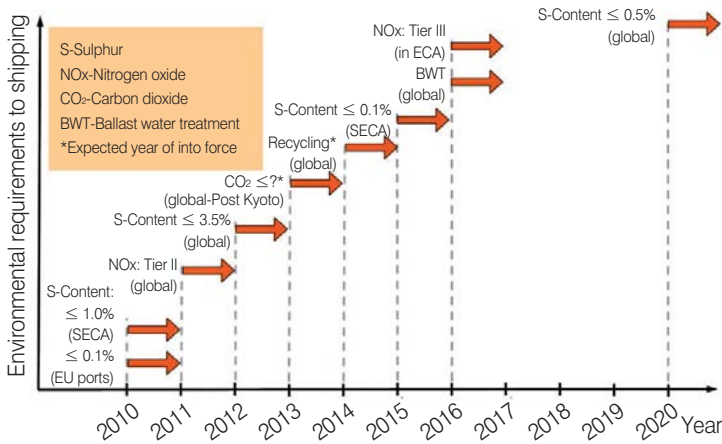 S-Sulphur
NOx-Nitrogen oxide
CO₂-Carbon dioxide
BWT-Ballast water treatment
*Expected year of into force
Environmental requirements to shipping
S-Content:
≤ 1.0%
(SECA)
≤ 0.1%
(EU ports)
NOx: Tier II
(global)
S-Content ≤ 3.5%
(global)
CO₂ ≤?*
(global-Post Kyoto)
Recycling*
(global)
S-Content ≤ 0.1%
(SECA)
NOx: Tier III
(in ECA)
BWT
(global)
S-Content ≤ 0.5%
(global)
2010 2011 2012 2013 2014 2015 2016 2017 2018 2019 2020 Year